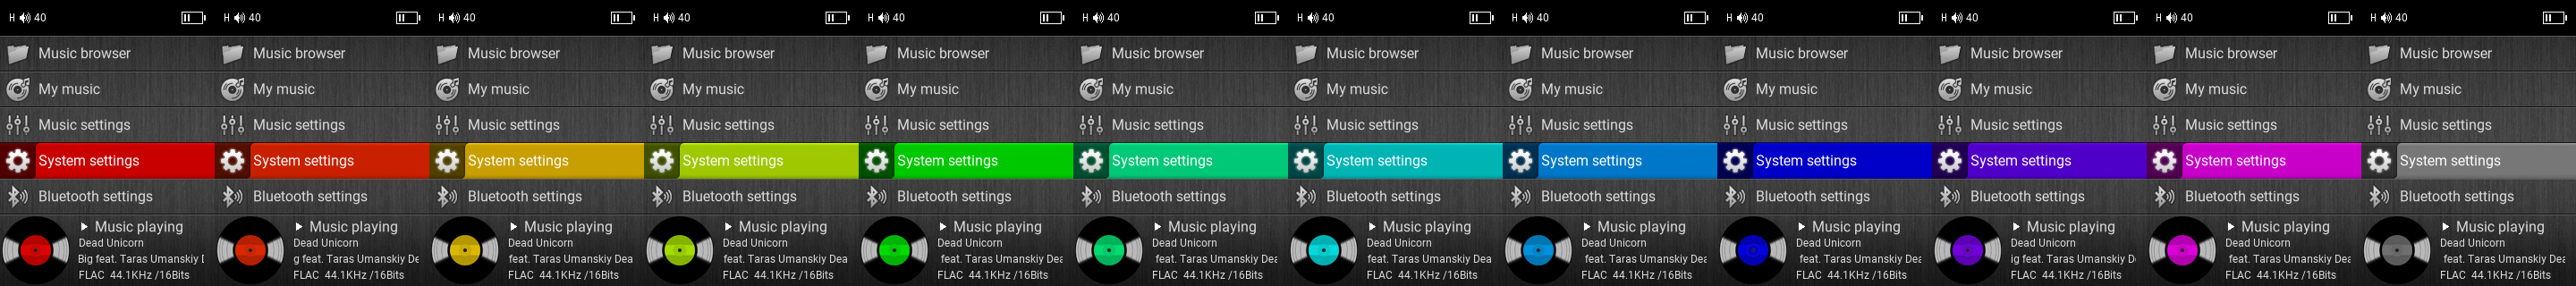 H 40
Music browser
My music
Music settings
System settings
Bluetooth settings
Music playing
Dead Unicorn
Big feat. Taras Umanskiy
FLAC 44.1KHz /16Bits
H 40
Music browser
My music
Music settings
System settings
Bluetooth settings
Music playing
Dead Unicorn
g feat. Taras Umanskiy De
FLAC 44.1KHz /16Bits
H 40
Music browser
My music
Music settings
System settings
Bluetooth settings
Music playing
Dead Unicorn
feat. Taras Umanskiy Dea
FLAC 44.1KHz /16Bits
H 40
Music browser
My music
Music settings
System settings
Bluetooth settings
Music playing
Dead Unicorn
feat. Taras Umanskiy Dea
FLAC 44.1KHz /16Bits
H 40
Music browser
My music
Music settings
System settings
Bluetooth settings
Music playing
Dead Unicorn
feat. Taras Umanskiy Dea
FLAC 44.1KHz /16Bits
H 40
Music browser
My music
Music settings
System settings
Bluetooth settings
Music playing
Dead Unicorn
feat. Taras Umanskiy Dea
FLAC 44.1KHz /16Bits
H 40
Music browser
My music
Music settings
System settings
Bluetooth settings
Music playing
Dead Unicorn
feat. Taras Umanskiy Dea
FLAC 44.1KHz /16Bits
H 40
Music browser
My music
Music settings
System settings
Bluetooth settings
Music playing
Dead Unicorn
feat. Taras Umanskiy Dea
FLAC 44.1KHz /16Bits
H 40
Music browser
My music
Music settings
System settings
Bluetooth settings
Music playing
Dead Unicorn
feat. Taras Umanskiy Dea
FLAC 44.1KHz /16Bits
H 40
Music browser
My music
Music settings
System settings
Bluetooth settings
Music playing
Dead Unicorn
ig feat. Taras Umanskiy D
FLAC 44.1KHz /16Bits
H 40
Music browser
My music
Music settings
System settings
Bluetooth settings
Music playing
Dead Unicorn
feat. Taras Umanskiy Dea
FLAC 44.1KHz /16Bits
H 40
Music browser
My music
Music settings
System settings
Bluetooth settings
Music playing
Dead Unicorn
feat. Taras Umanskiy Dea
FLAC 44.1KHz /16Bits